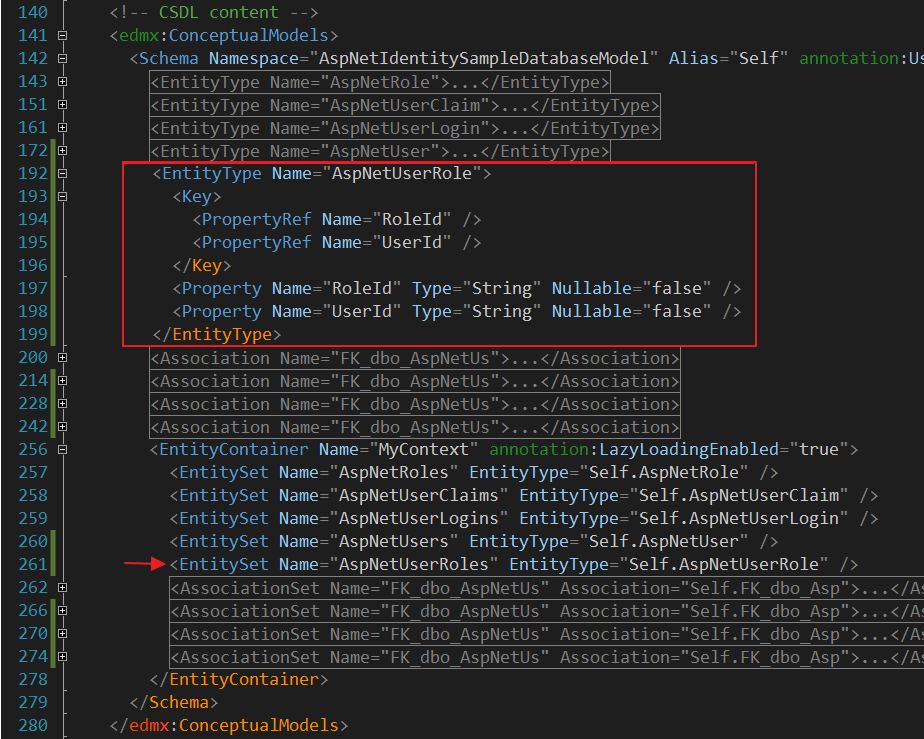 140 <!-- CSDL content -->
141 <edmx:ConceptualModels>
142 <Schema Namespace="AspNetIdentitySampleDatabaseModel" Alias="Self" annotation:Us
143 <EntityType Name="AspNetRole">...</EntityType>
151 <EntityType Name="AspNetUserClaim">...</EntityType>
161 <EntityType Name="AspNetUserLogin">...</EntityType>
172 <EntityType Name="AspNetUser">...</EntityType>
192 <EntityType Name="AspNetUserRole">
193 <Key>
194 <PropertyRef Name="RoleId" />
195 <PropertyRef Name="UserId" />
196 </Key>
197 <Property Name="RoleId" Type="String" Nullable="false" />
198 <Property Name="UserId" Type="String" Nullable="false" />
199 </EntityType>
200 <Association Name="FK_dbo_AspNetUs">...</Association>
214 <Association Name="FK_dbo_AspNetUs">...</Association>
228 <Association Name="FK_dbo_AspNetUs">...</Association>
242 <Association Name="FK_dbo_AspNetUs">...</Association>
256 <EntityContainer Name="MyContext" annotation:LazyLoadingEnabled="true">
257 <EntitySet Name="AspNetRoles" EntityType="Self.AspNetRole" />
258 <EntitySet Name="AspNetUserClaims" EntityType="Self.AspNetUserClaim" />
259 <EntitySet Name="AspNetUserLogins" EntityType="Self.AspNetUserLogin" />
260 <EntitySet Name="AspNetUsers" EntityType="Self.AspNetUser" />
261 <EntitySet Name="AspNetUserRoles" EntityType="Self.AspNetUserRole" />
262 <AssociationSet Name="FK_dbo_AspNetUs" Association="Self.FK_dbo_Asp">...</As
266 <AssociationSet Name="FK_dbo_AspNetUs" Association="Self.FK_dbo_Asp">...</As
270 <AssociationSet Name="FK_dbo_AspNetUs" Association="Self.FK_dbo_Asp">...</As
274 <AssociationSet Name="FK_dbo_AspNetUs" Association="Self.FK_dbo_Asp">...</As
278 </EntityContainer>
279 </Schema>
280 </edmx:ConceptualModels>